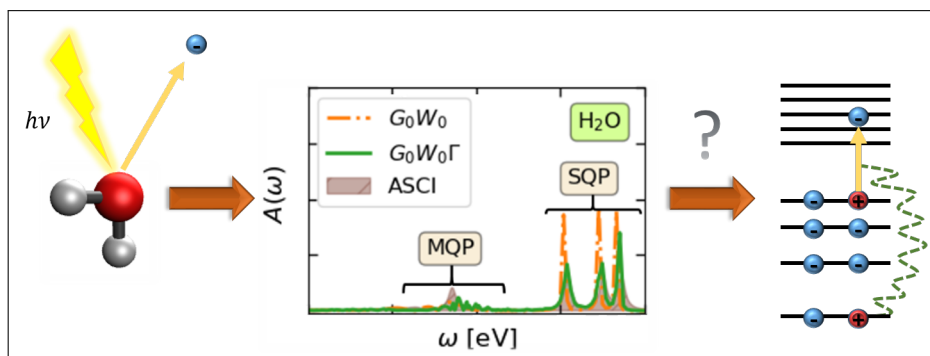 hν
-
A(ω)
G₀W₀
G₀W₀Γ
ASCI
H₂O
SQP
MQP
ω [eV]
?
-
+
-
-
-
-
-
-
+